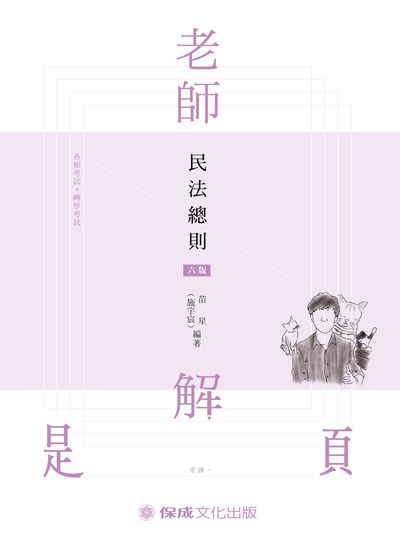 老師
民法總則
六版
各類考試・轉學考試
苗星
(施宇宸)編著
解
是頁
保成文化出版